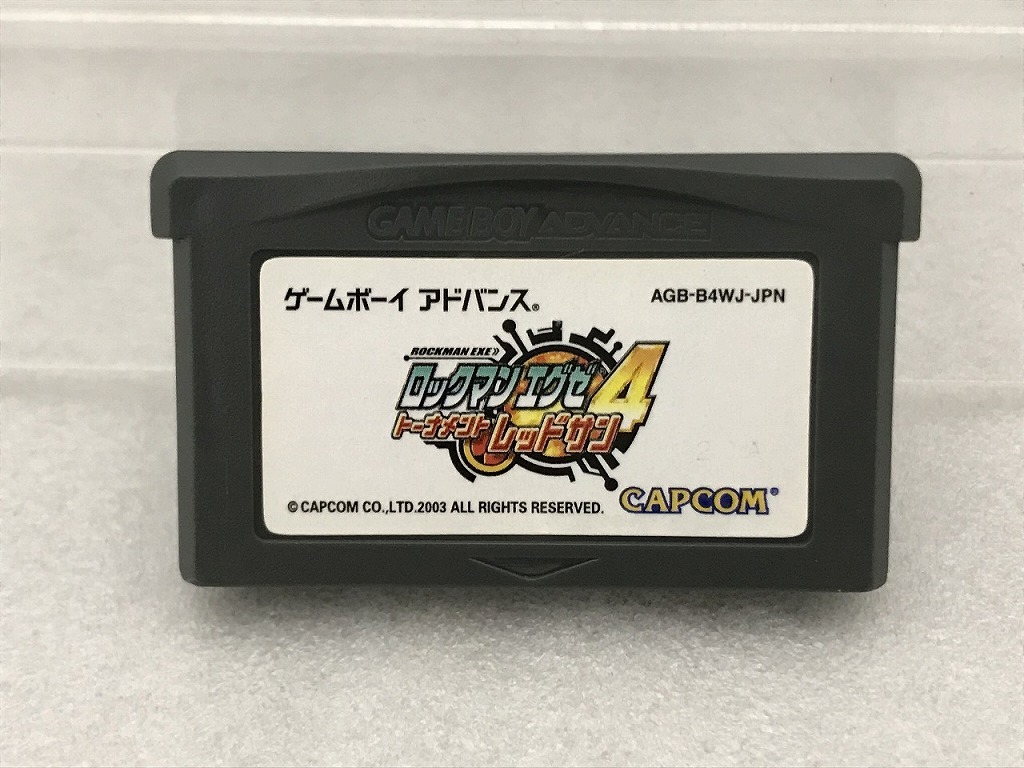 GAME BOY ADVANCE
ゲームボーイ アドバンス®
AGB-B4WJ-JPN
ROCKMAN EXE»
ロックマン エグゼ 4
トーナメント レッドサン
©CAPCOM CO.,LTD.2003 ALL RIGHTS RESERVED.
CAPCOM®